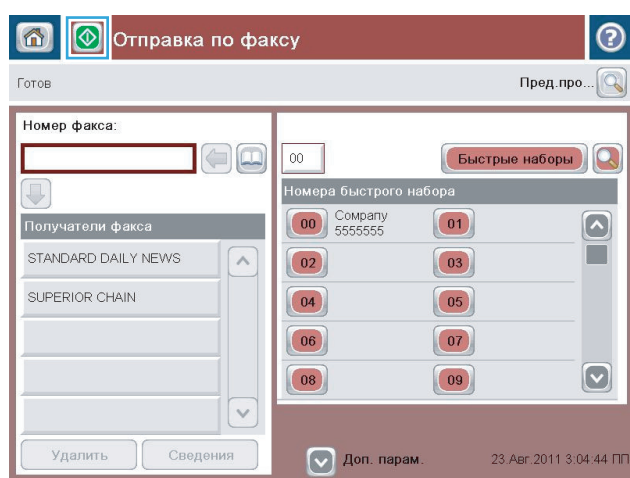 Отправка по факсу
?
Готов
Пред.про...
Номер факса:
00
Быстрые наборы
Номера быстрого набора
00 Company 01
5555555
02 03
04 05
06 07
08 09
Получатели факса
STANDARD DAILY NEWS
SUPERIOR CHAIN
Удалить Сведения
Доп. парам.
23.Авг.2011 3:04:44 ПП